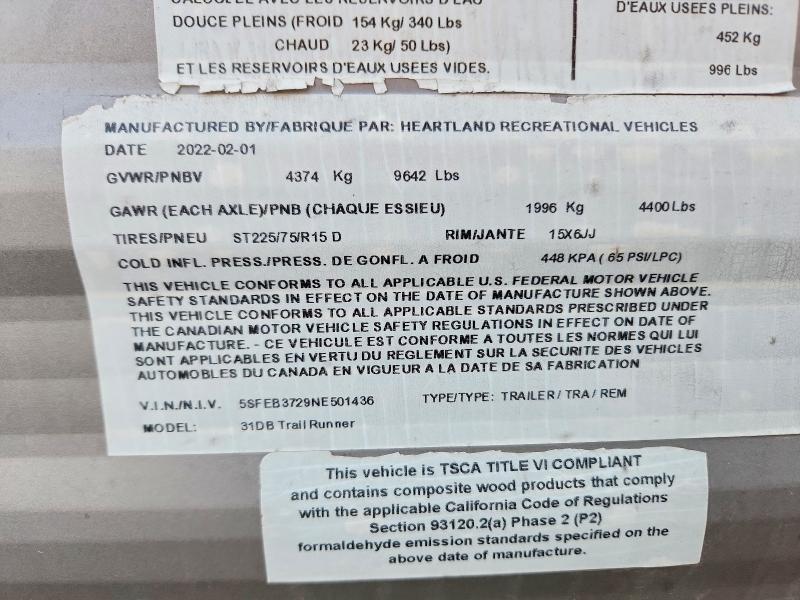 CALCULEE AVEC LES RESERVOIRS D'EAU
DOUCE PLEINS (FROID 154 Kg/ 340 Lbs
CHAUD 23 Kg/ 50 Lbs)
ET LES RESERVOIRS D'EAUX USEES VIDES.
D'EAUX USEES PLEINS:
452 Kg
996 Lbs
MANUFACTURED BY/FABRIQUE PAR: HEARTLAND RECREATIONAL VEHICLES
DATE 2022-02-01
GVWR/PNBV 4374 Kg 9642 Lbs
GAWR (EACH AXLE)/PNB (CHAQUE ESSIEU) 1996 Kg 4400 Lbs
TIRES/PNEU ST225/75/R15 D RIM/JANTE 15X6JJ
COLD INFL. PRESS./PRESS. DE GONFL. A FROID 448 KPA ( 65 PSI/LPC)
THIS VEHICLE CONFORMS TO ALL APPLICABLE U.S. FEDERAL MOTOR VEHICLE
SAFETY STANDARDS IN EFFECT ON THE DATE OF MANUFACTURE SHOWN ABOVE.
THIS VEHICLE CONFORMS TO ALL APPLICABLE STANDARDS PRESCRIBED UNDER
THE CANADIAN MOTOR VEHICLE SAFETY REGULATIONS IN EFFECT ON DATE OF
MANUFACTURE. - CE VEHICULE EST CONFORME A TOUTES LES NORMES QUI LUI
SONT APPLICABLES EN VERTU DU REGLEMENT SUR LA SECURITE DES VEHICLES
AUTOMOBLES DU CANADA EN VIGUEUR A LA DATE DE SA FABRICATION
V.I.N./N.I.V. 5SFEB3729NE501436 TYPE/TYPE: TRAILER/ TRA / REM
MODEL: 31DB Trail Runner
This vehicle is TSCA TITLE VI COMPLIANT
and contains composite wood products that comply
with the applicable California Code of Regulations
Section 93120.2(a) Phase 2 (P2)
formaldehyde emission standards specified on the
above date of manufacture.